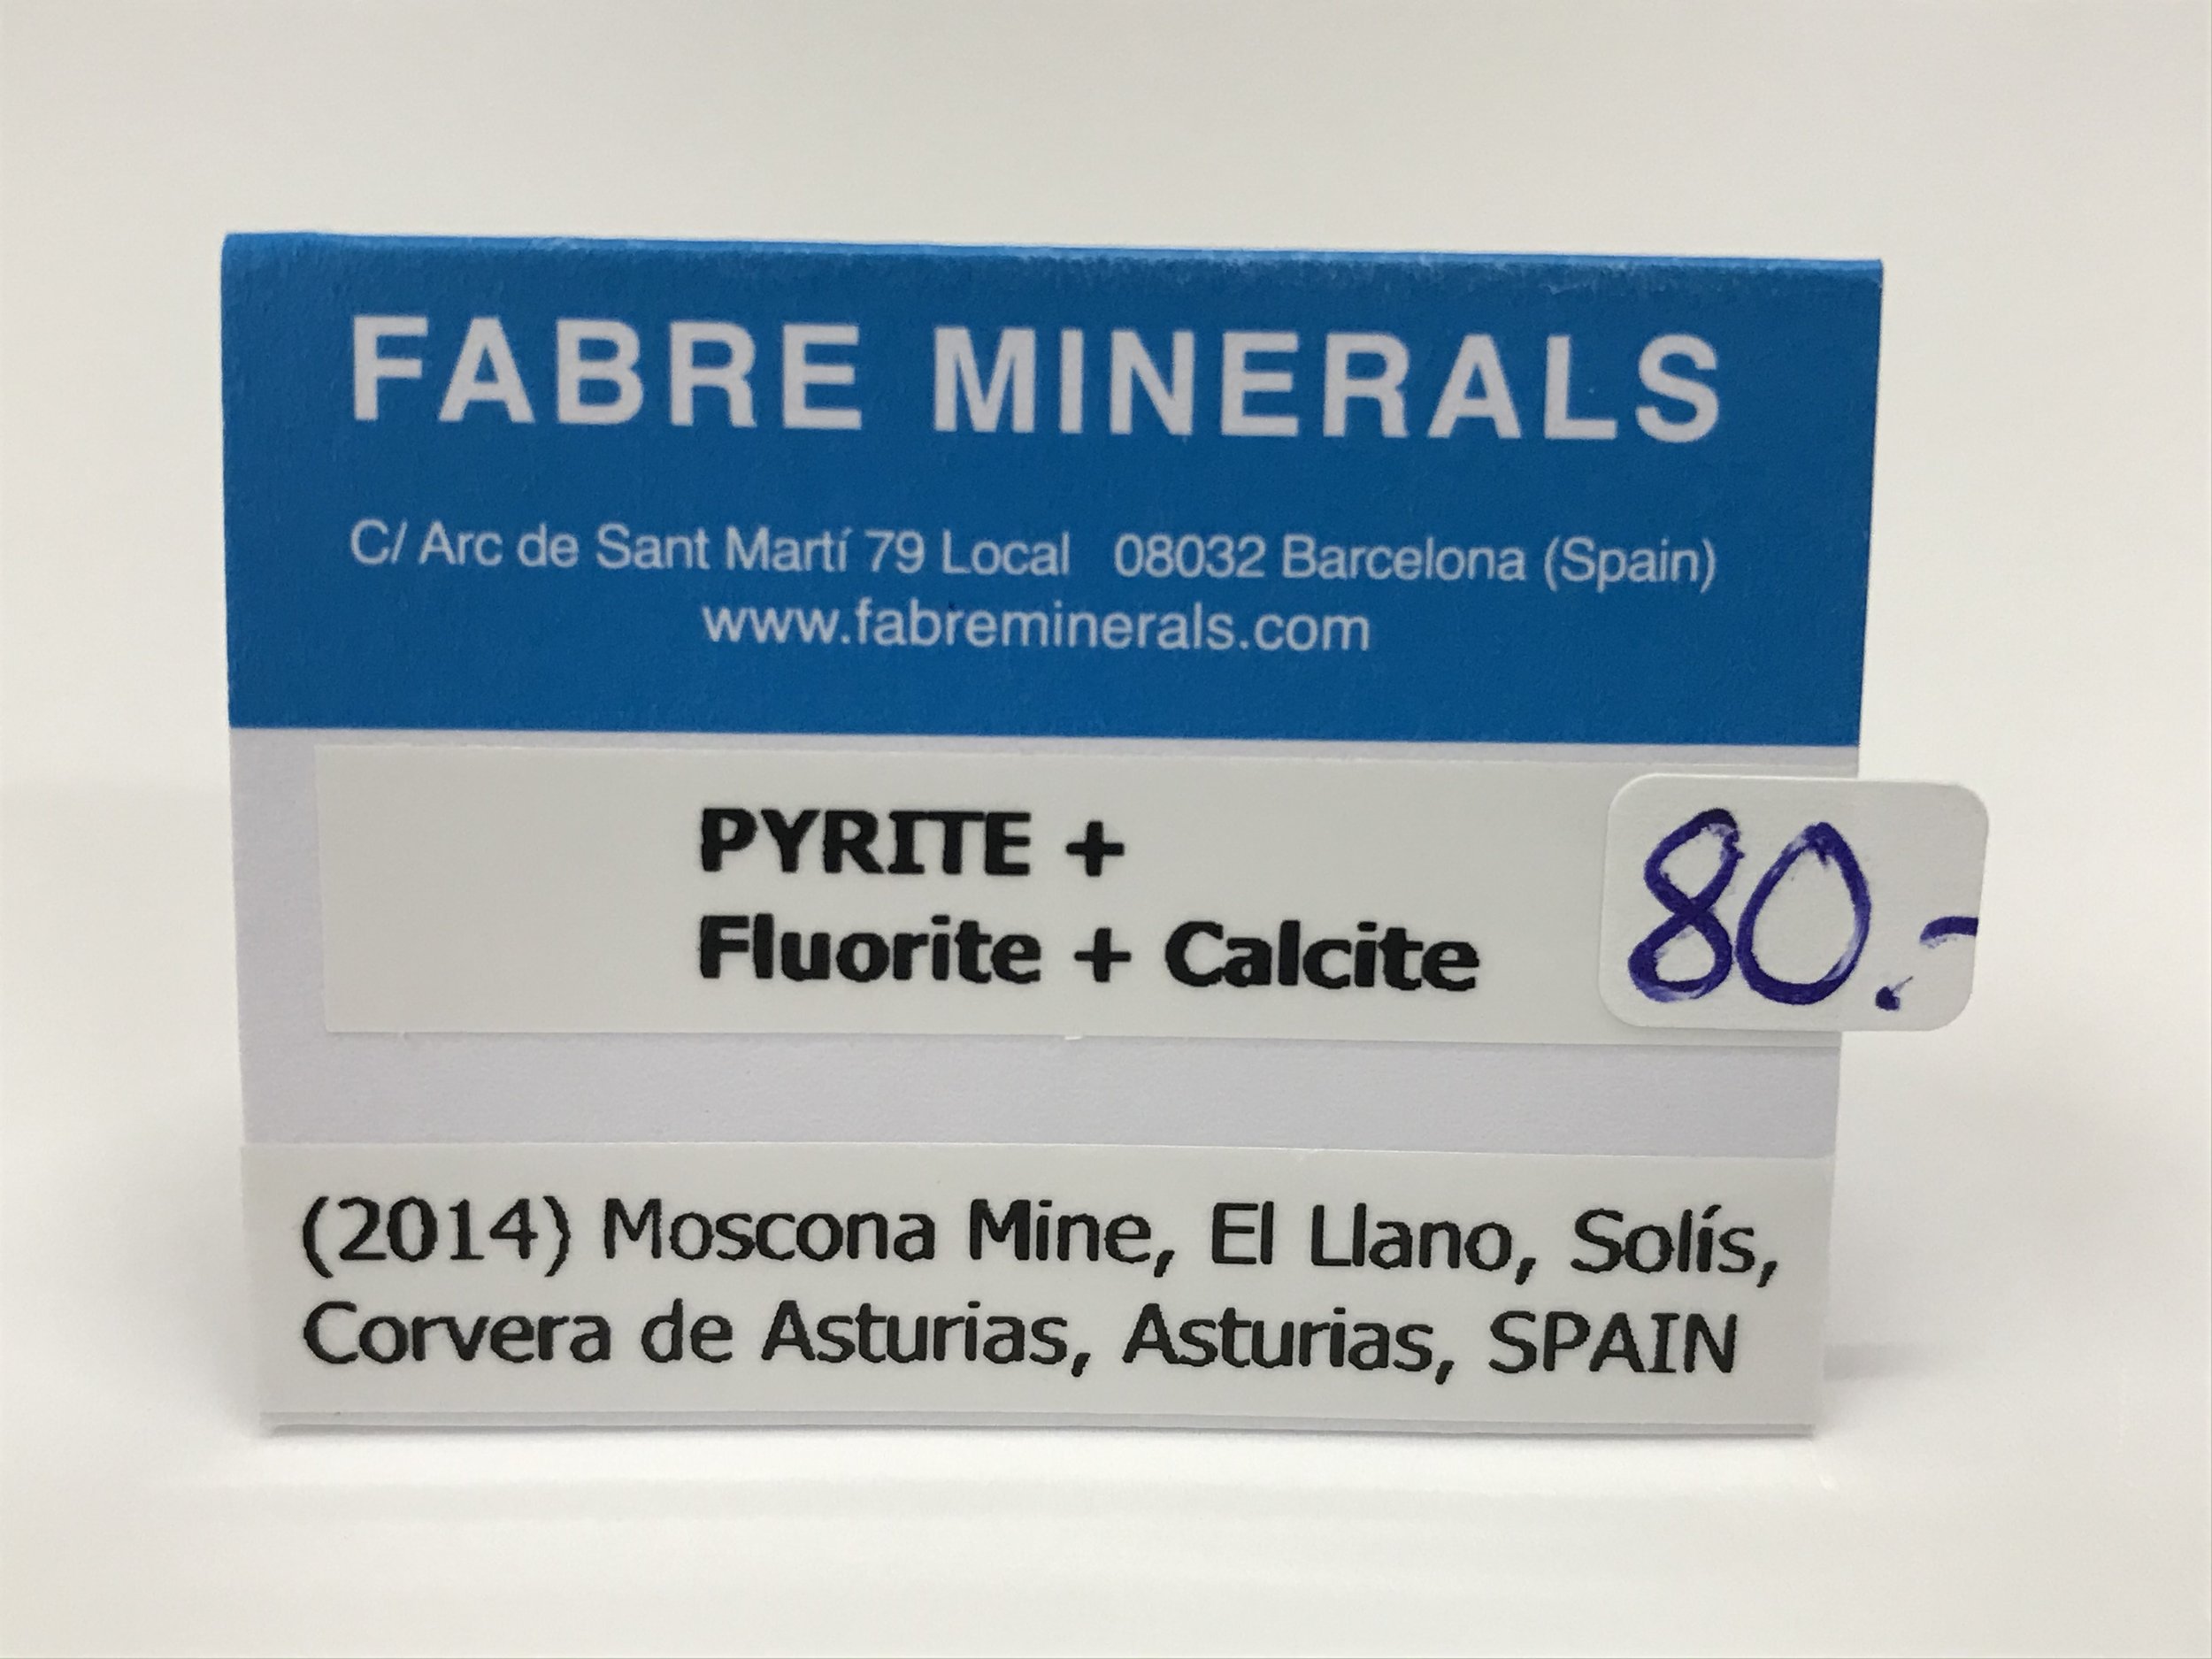 FABRE MINERALS
C/ Arc de Sant Martí 79 Local 08032 Barcelona (Spain)
www.fabreminerals.com
PYRITE +
Fluorite + Calcite
80.-
(2014) Moscona Mine, El Llano, Solís,
Corvera de Asturias, Asturias, SPAIN